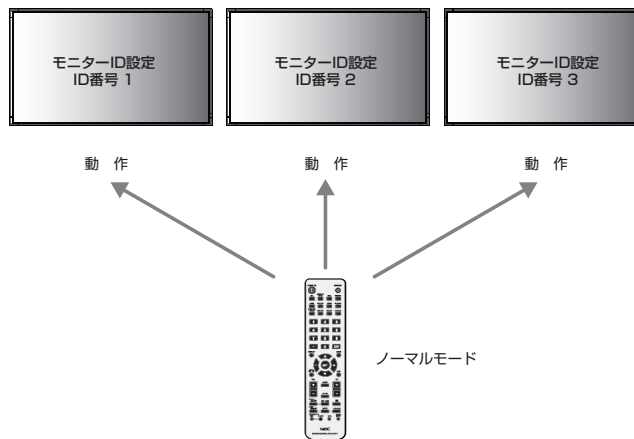 モニターID設定
ID番号 1
モニターID設定
ID番号 2
モニターID設定
ID番号 3
動 作
動 作
動 作
ノーマルモード
NEC